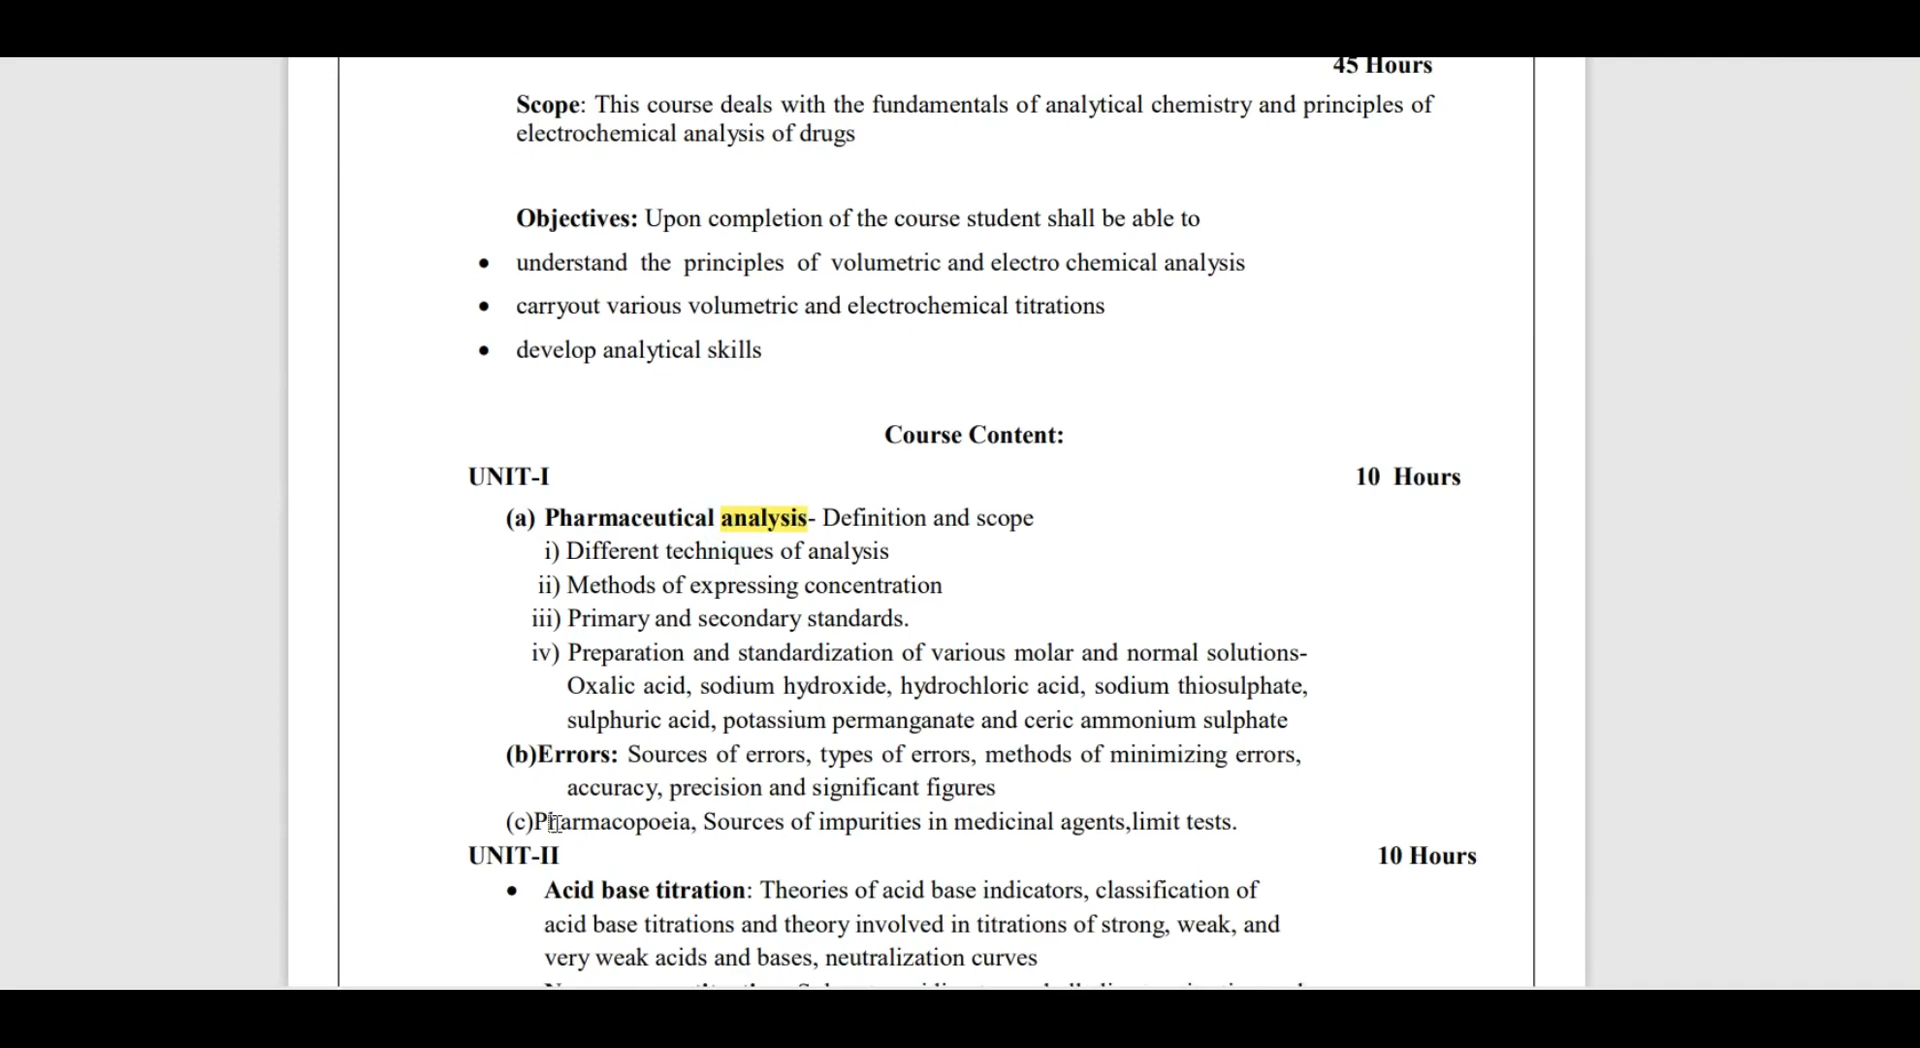 45 Hours
Scope: This course deals with the fundamentals of analytical chemistry and principles of
electrochemical analysis of drugs
Objectives: Upon completion of the course student shall be able to
• understand the principles of volumetric and electro chemical analysis
• carryout various volumetric and electrochemical titrations
• develop analytical skills
Course Content:
UNIT-I 10 Hours
(a) Pharmaceutical analysis- Definition and scope
i) Different techniques of analysis
ii) Methods of expressing concentration
iii) Primary and secondary standards.
iv) Preparation and standardization of various molar and normal solutions-
Oxalic acid, sodium hydroxide, hydrochloric acid, sodium thiosulphate,
sulphuric acid, potassium permanganate and ceric ammonium sulphate
(b)Errors: Sources of errors, types of errors, methods of minimizing errors,
accuracy, precision and significant figures
(c)Pharmacopoeia, Sources of impurities in medicinal agents,limit tests.
UNIT-II 10 Hours
• Acid base titration: Theories of acid base indicators, classification of
acid base titrations and theory involved in titrations of strong, weak, and
very weak acids and bases, neutralization curves